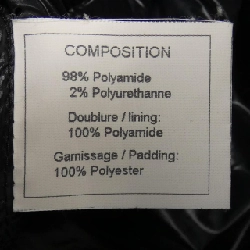 COMPOSITION
98% Polyamide
2% Polyurethanne
Doublure / lining:
100% Polyamide
Garnissage / Padding:
100% Polyester